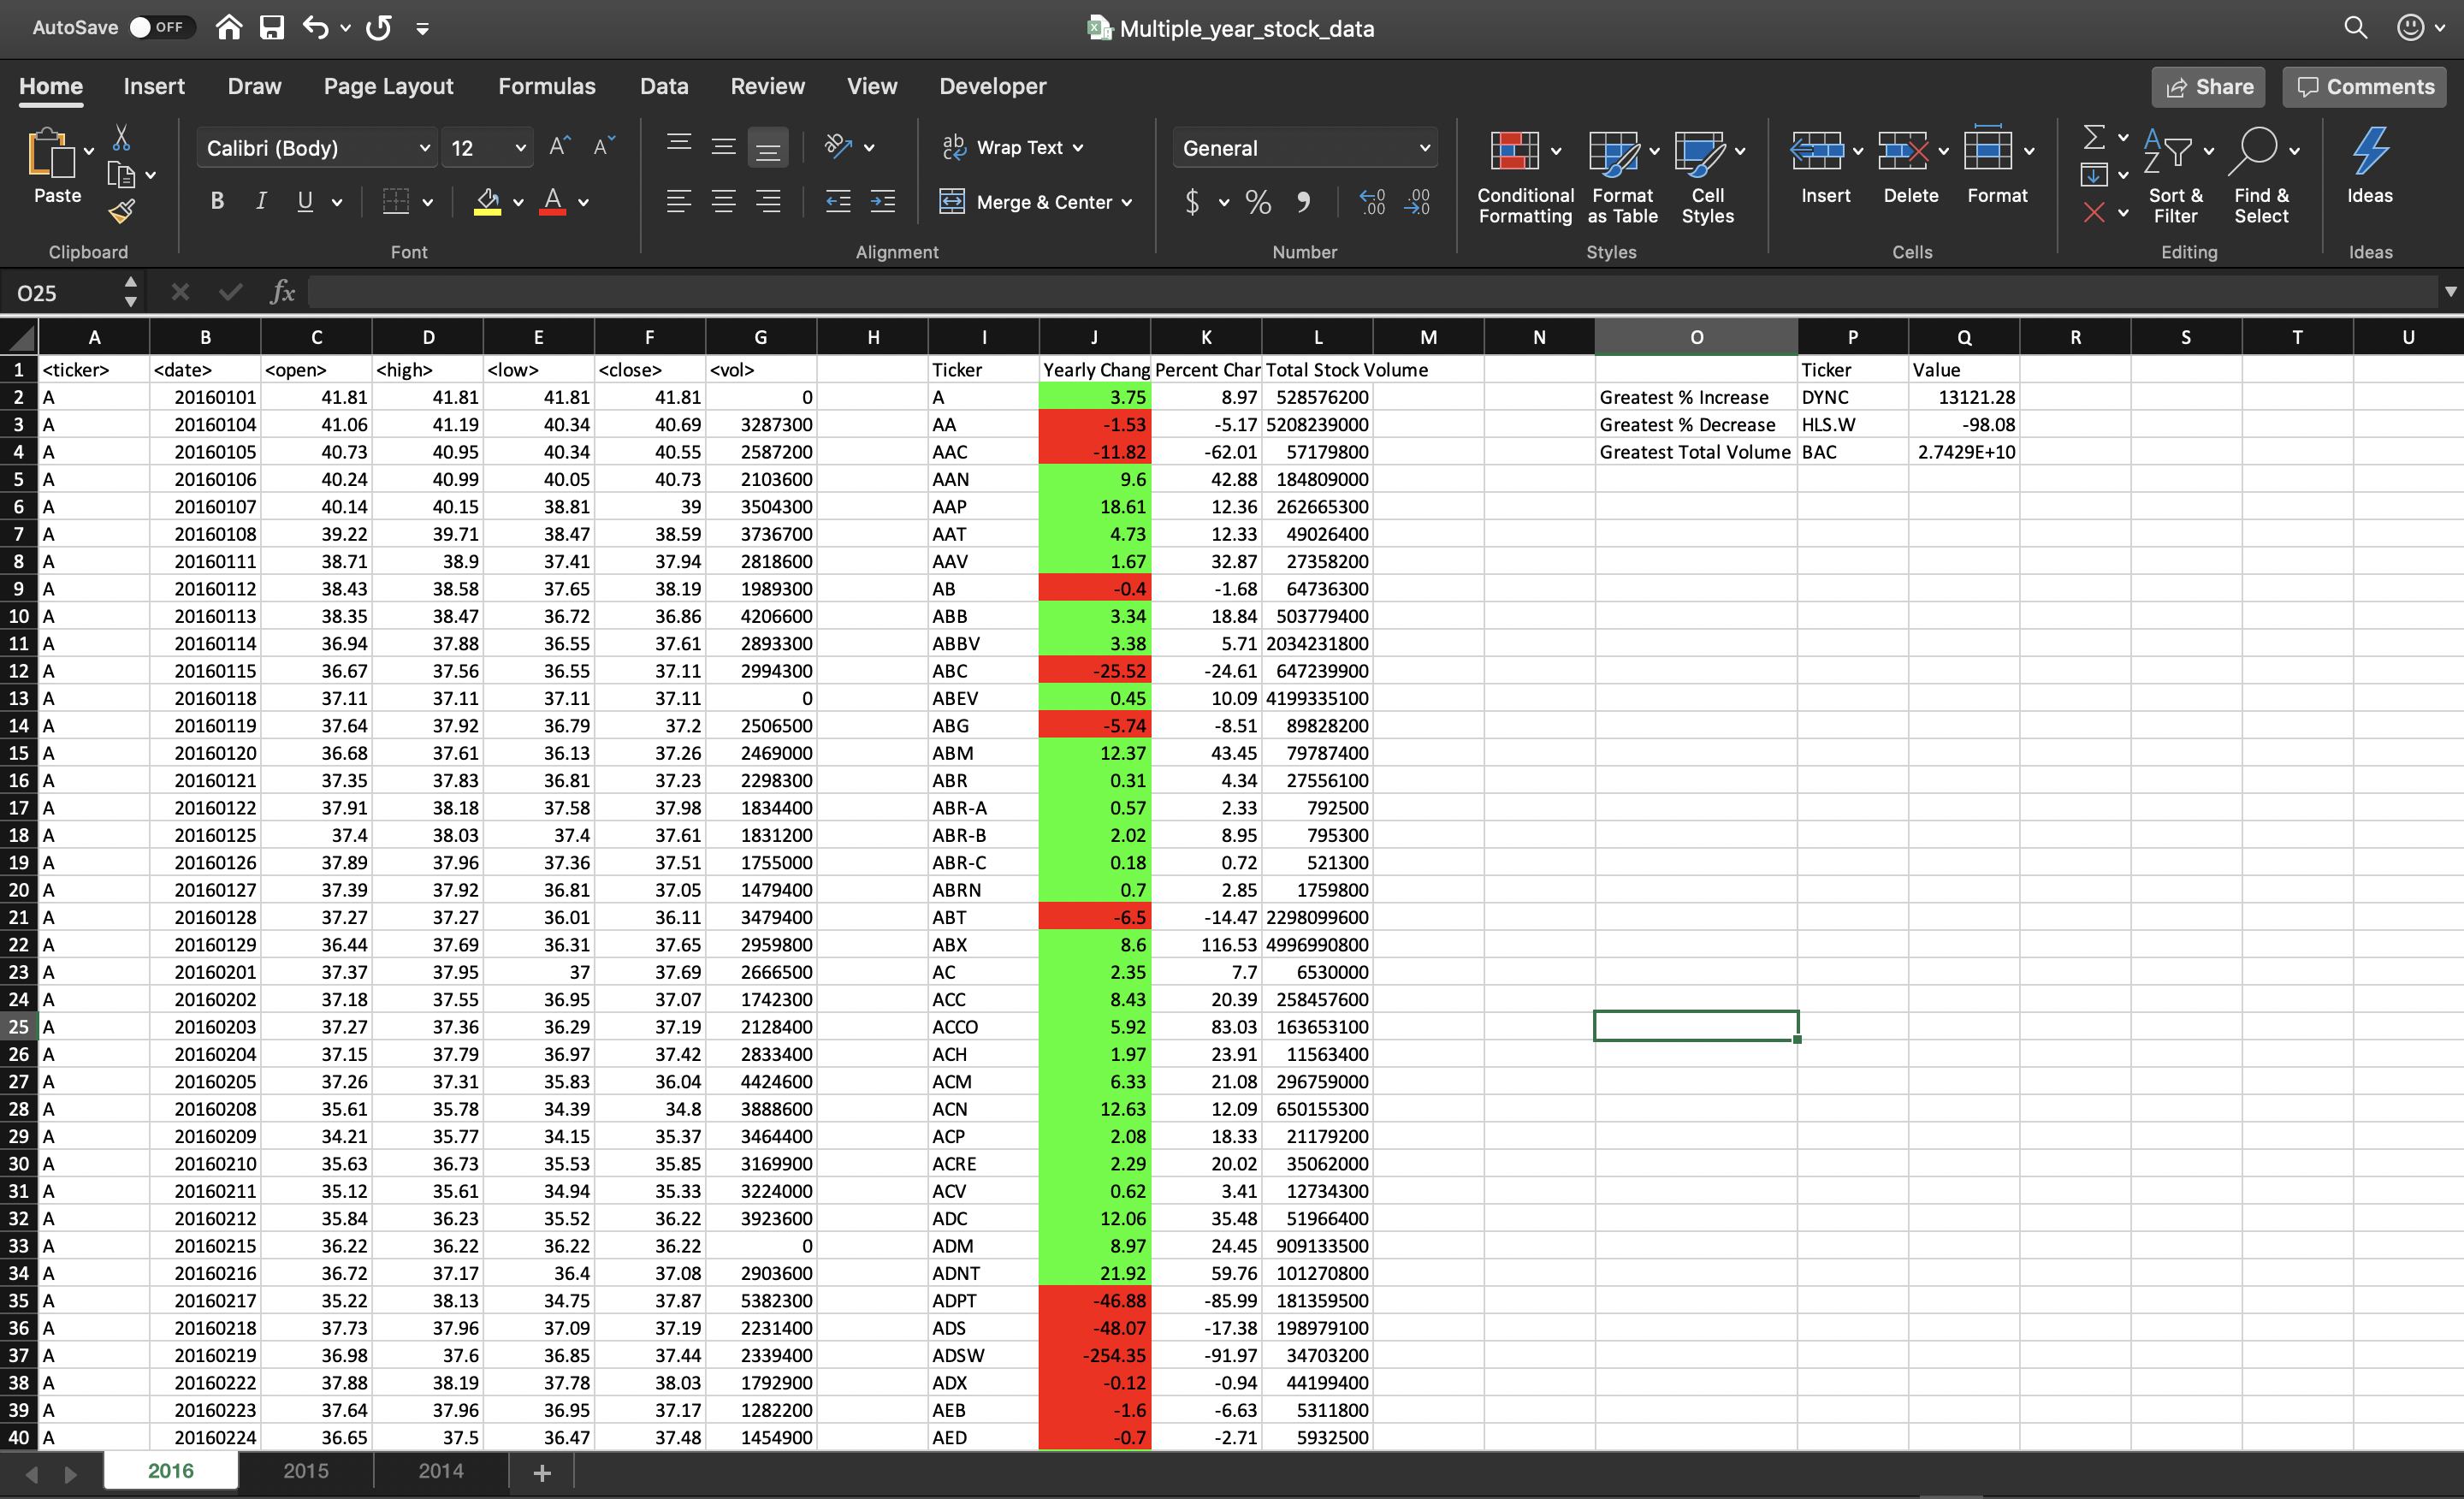 AutoSave OFF Multiple_year_stock_data
Home Insert Draw Page Layout Formulas Data Review View Developer Share Comments
Paste Calibri (Body) 12 A A ab Wrap Text General Conditional Formatting Format as Table Cell Styles Insert Delete Format Sort & Filter Find & Select Ideas
B I U A Merge & Center $ % 9 .00 .0
Clipboard Font Alignment Number Styles Cells Editing Ideas
O25 fx
A B C D E F G H I J K L M N O P Q R S T U
1 <ticker> <date> <open> <high> <low> <close> <vol> Ticker Yearly Chang Percent Char Total Stock Volume Ticker Value
2 A 20160101 41.81 41.81 41.81 41.81 0 A 3.75 8.97 528576200 Greatest % Increase DYNC 13121.28
3 A 20160104 41.06 41.19 40.34 40.69 3287300 AA -1.53 -5.17 5208239000 Greatest % Decrease HLS.W -98.08
4 A 20160105 40.73 40.95 40.34 40.55 2587200 AAC -11.82 -62.01 57179800 Greatest Total Volume BAC 2.7429E+10
5 A 20160106 40.24 40.99 40.05 40.73 2103600 AAN 9.6 42.88 184809000
6 A 20160107 40.14 40.15 38.81 39 3504300 AAP 18.61 12.36 262665300
7 A 20160108 39.22 39.71 38.47 38.59 3736700 AAT 4.73 12.33 49026400
8 A 20160111 38.71 38.9 37.41 37.94 2818600 AAV 1.67 32.87 27358200
9 A 20160112 38.43 38.58 37.65 38.19 1989300 AB -0.4 -1.68 64736300
10 A 20160113 38.35 38.47 36.72 36.86 4206600 ABB 3.34 18.84 503779400
11 A 20160114 36.94 37.88 36.55 37.61 2893300 ABBV 3.38 5.71 2034231800
12 A 20160115 36.67 37.56 36.55 37.11 2994300 ABC -25.52 -24.61 647239900
13 A 20160118 37.11 37.11 37.11 37.11 0 ABEV 0.45 10.09 4199335100
14 A 20160119 37.64 37.92 36.79 37.2 2506500 ABG -5.74 -8.51 89828200
15 A 20160120 36.68 37.61 36.13 37.26 2469000 ABM 12.37 43.45 79787400
16 A 20160121 37.35 37.83 36.81 37.23 2298300 ABR 0.31 4.34 27556100
17 A 20160122 37.91 38.18 37.58 37.98 1834400 ABR-A 0.57 2.33 792500
18 A 20160125 37.4 38.03 37.4 37.61 1831200 ABR-B 2.02 8.95 795300
19 A 20160126 37.89 37.96 37.36 37.51 1755000 ABR-C 0.18 0.72 521300
20 A 20160127 37.39 37.92 36.81 37.05 1479400 ABRN 0.7 2.85 1759800
21 A 20160128 37.27 37.27 36.01 36.11 3479400 ABT -6.5 -14.47 2298099600
22 A 20160129 36.44 37.69 36.31 37.65 2959800 ABX 8.6 116.53 4996990800
23 A 20160201 37.37 37.95 37 37.69 2666500 AC 2.35 7.7 6530000
24 A 20160202 37.18 37.55 36.95 37.07 1742300 ACC 8.43 20.39 258457600
25 A 20160203 37.27 37.36 36.29 37.19 2128400 ACCO 5.92 83.03 163653100
26 A 20160204 37.15 37.79 36.97 37.42 2833400 ACH 1.97 23.91 11563400
27 A 20160205 37.26 37.31 35.83 36.04 4424600 ACM 6.33 21.08 296759000
28 A 20160208 35.61 35.78 34.39 34.8 3888600 ACN 12.63 12.09 650155300
29 A 20160209 34.21 35.77 34.15 35.37 3464400 ACP 2.08 18.33 21179200
30 A 20160210 35.63 36.73 35.53 35.85 3169900 ACRE 2.29 20.02 35062000
31 A 20160211 35.12 35.61 34.94 35.33 3224000 ACV 0.62 3.41 12734300
32 A 20160212 35.84 36.23 35.52 36.22 3923600 ADC 12.06 35.48 51966400
33 A 20160215 36.22 36.22 36.22 36.22 0 ADM 8.97 24.45 909133500
34 A 20160216 36.72 37.17 36.4 37.08 2903600 ADNT 21.92 59.76 101270800
35 A 20160217 35.22 38.13 34.75 37.87 5382300 ADPT -46.88 -85.99 181359500
36 A 20160218 37.73 37.96 37.09 37.19 2231400 ADS -48.07 -17.38 198979100
37 A 20160219 36.98 37.6 36.85 37.44 2339400 ADSW -254.35 -91.97 34703200
38 A 20160222 37.88 38.19 37.78 38.03 1792900 ADX -0.12 -0.94 44199400
39 A 20160223 37.64 37.96 36.95 37.17 1282200 AEB -1.6 -6.63 5311800
40 A 20160224 36.65 37.5 36.47 37.48 1454900 AED -0.7 -2.71 5932500
2016 2015 2014 +